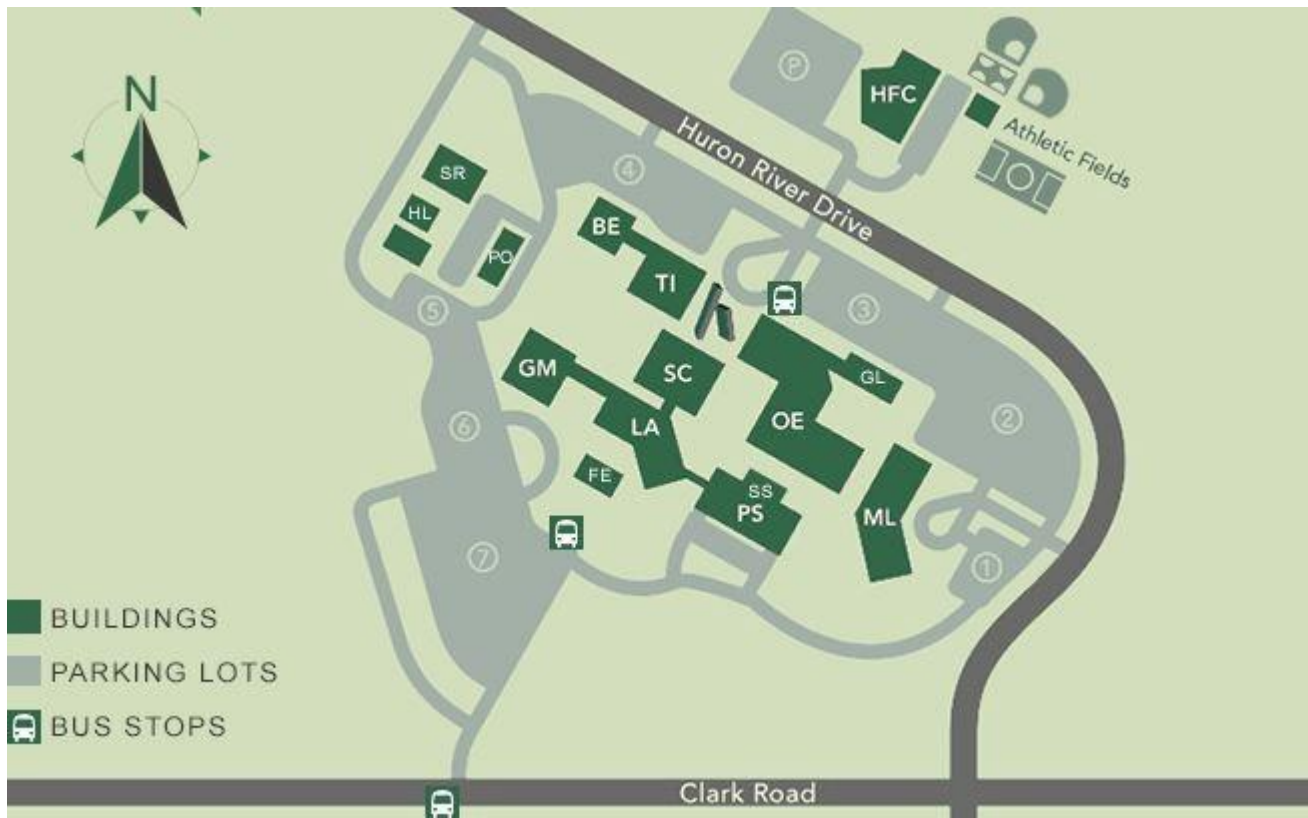 N
P
HFC
Athletic Fields
Huron River Drive
4
SR
HL
BE
PO
TI
5
3
GM
SC
GL
6
LA
OE
2
FE
SS
PS
ML
7
1
BUILDINGS
PARKING LOTS
BUS STOPS
Clark Road